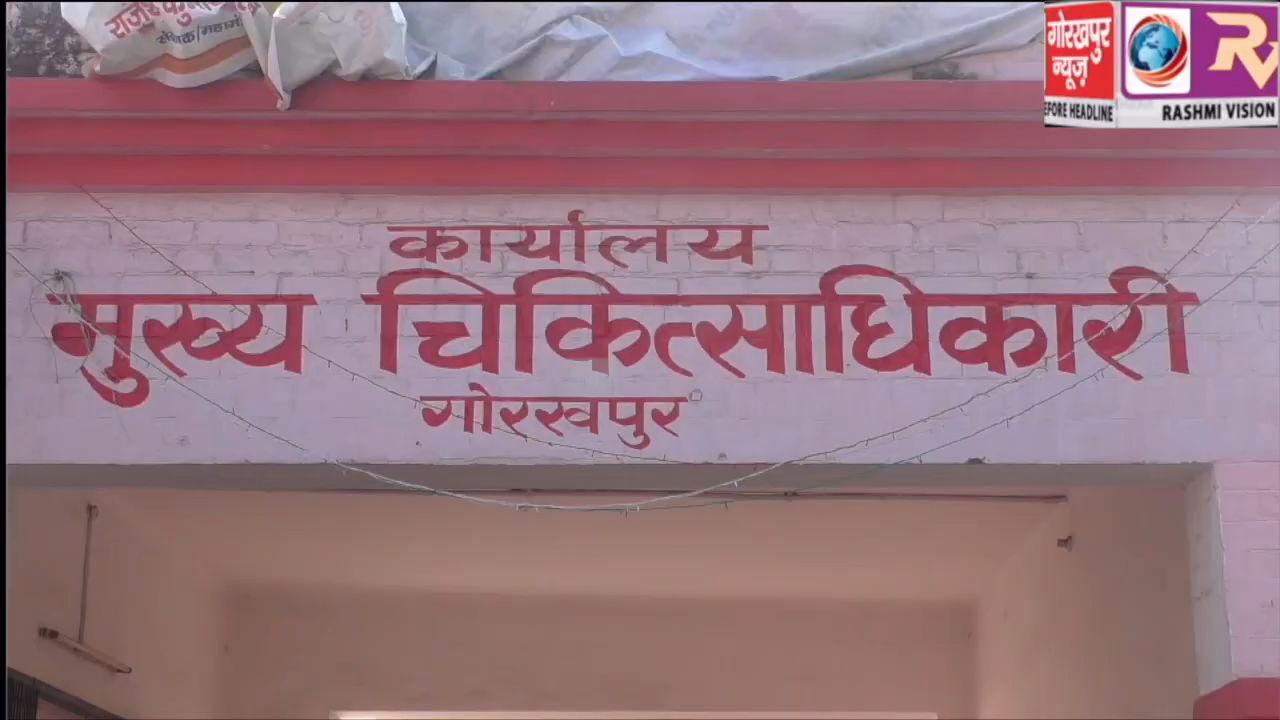 गोरखपुर
न्यूज़
RASHMI VISION
कार्यालय
मुख्य चिकित्साधिकारी
गोरखपुर